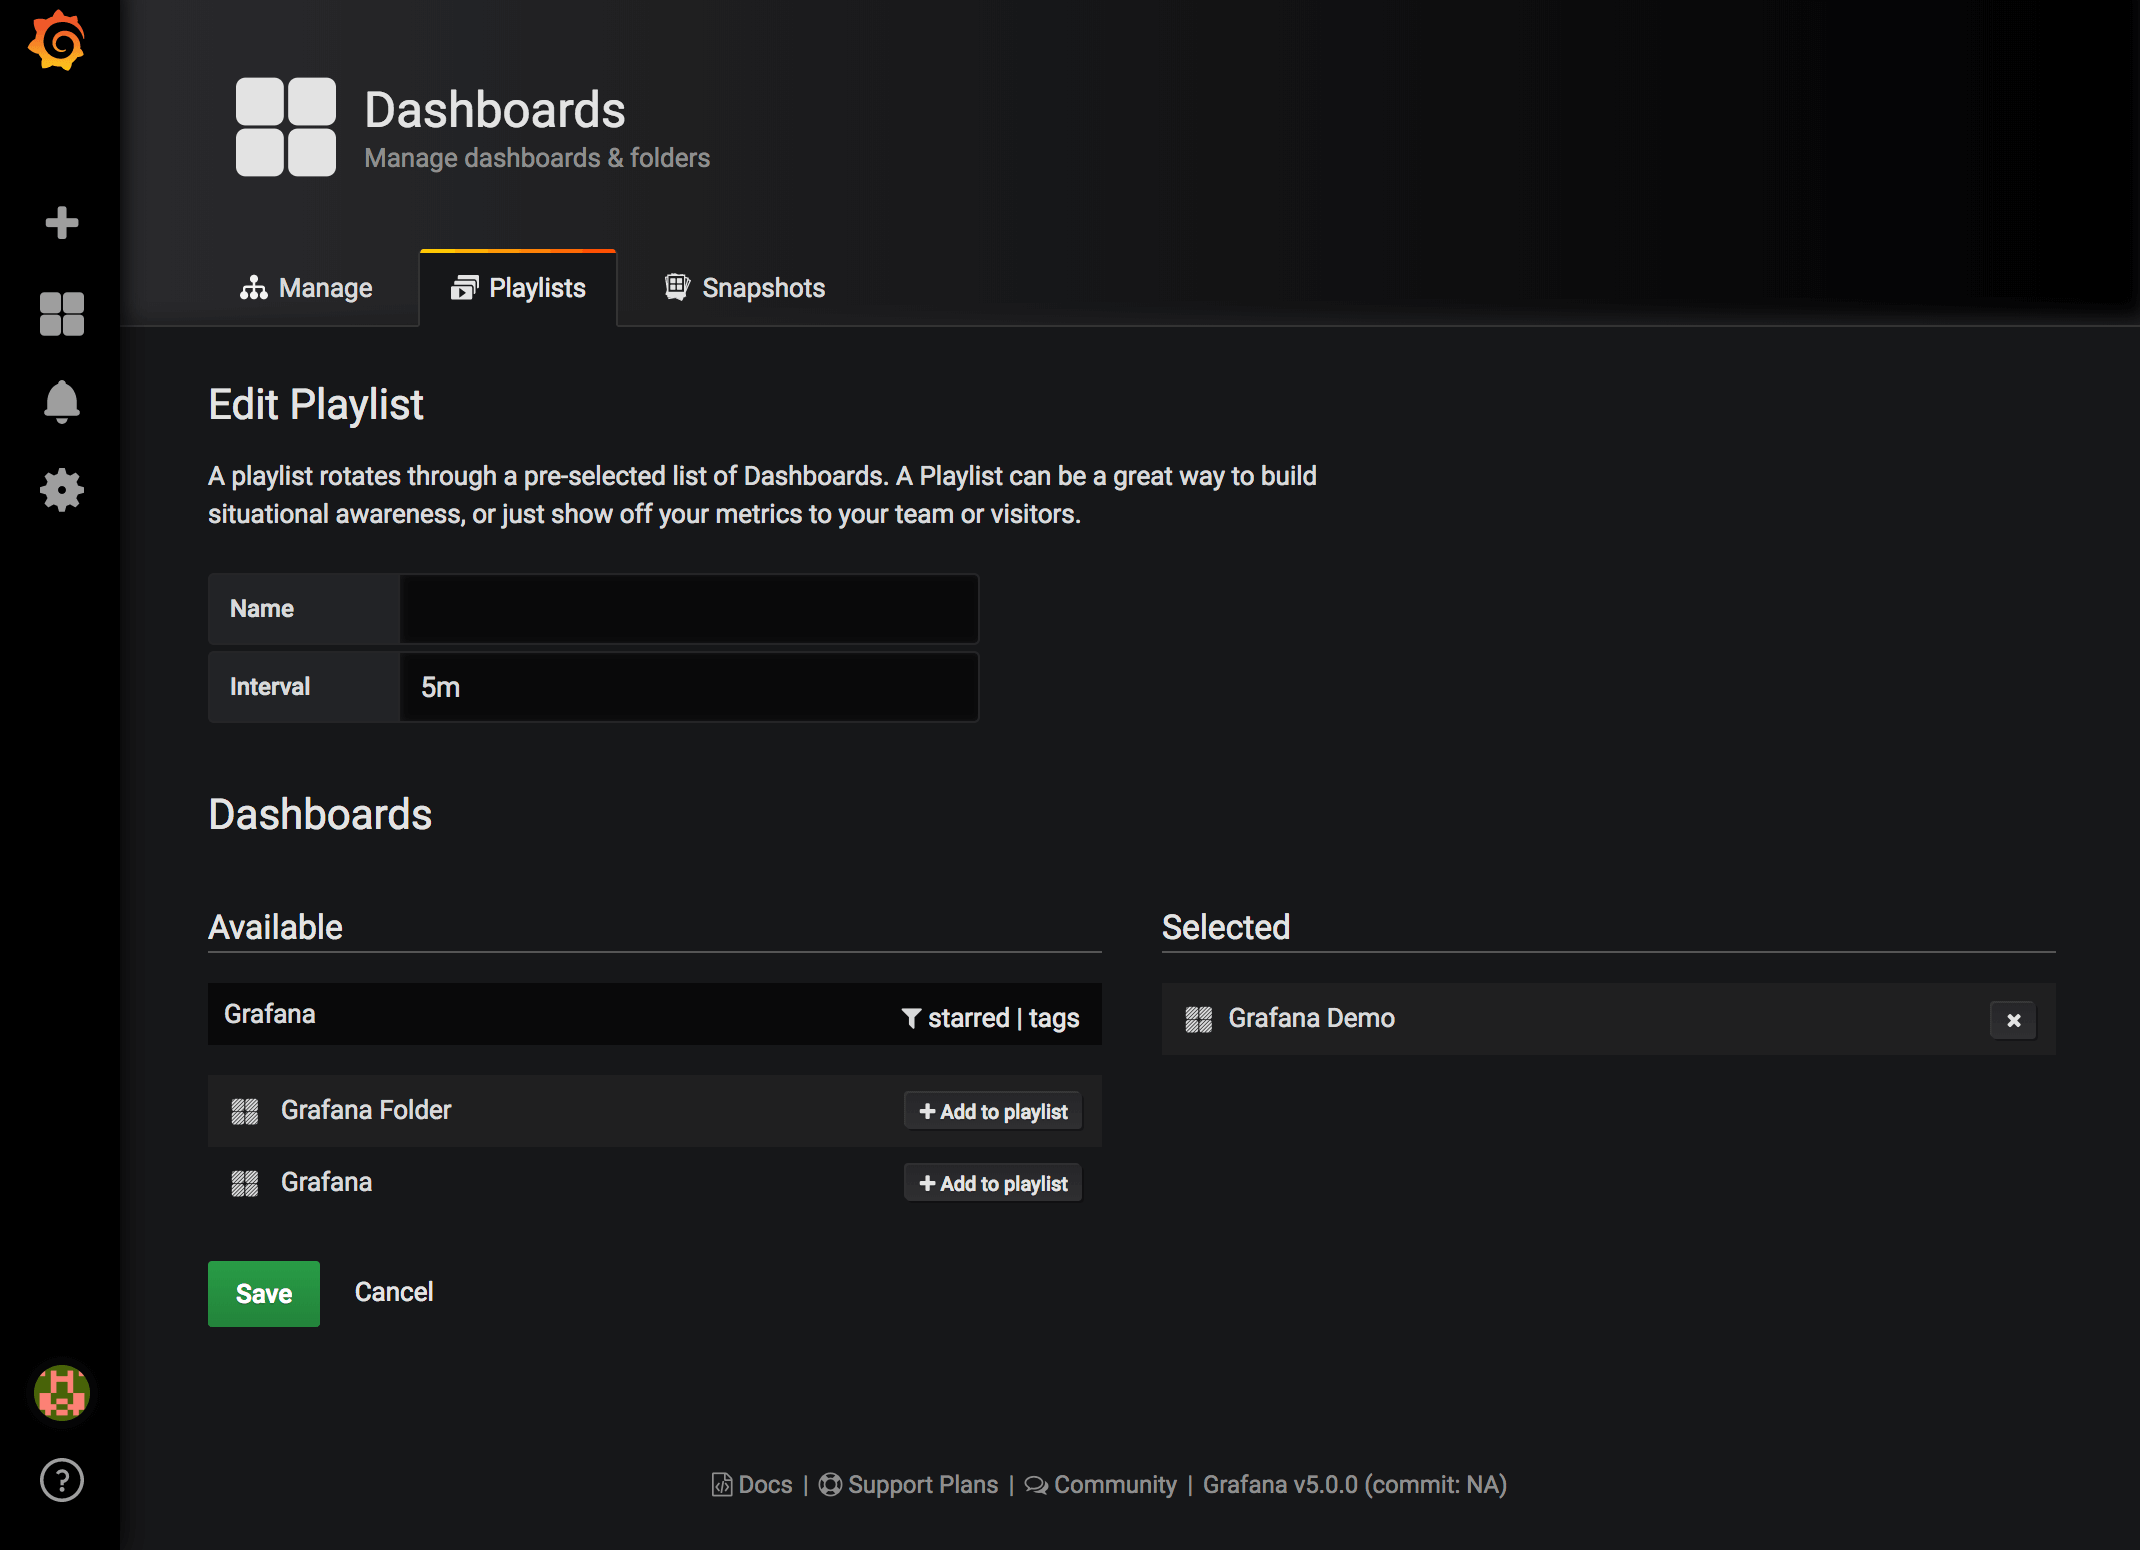 Dashboards
Manage dashboards & folders
Manage
Playlists
Snapshots
Edit Playlist
A playlist rotates through a pre-selected list of Dashboards. A Playlist can be a great way to build
situational awareness, or just show off your metrics to your team or visitors.
Name
Interval
5m
Dashboards
Available
Grafana
starred | tags
Grafana Folder
Add to playlist
Grafana
Add to playlist
Selected
Grafana Demo
Save
Cancel
Docs | Support Plans | Community | Grafana v5.0.0 (commit: NA)